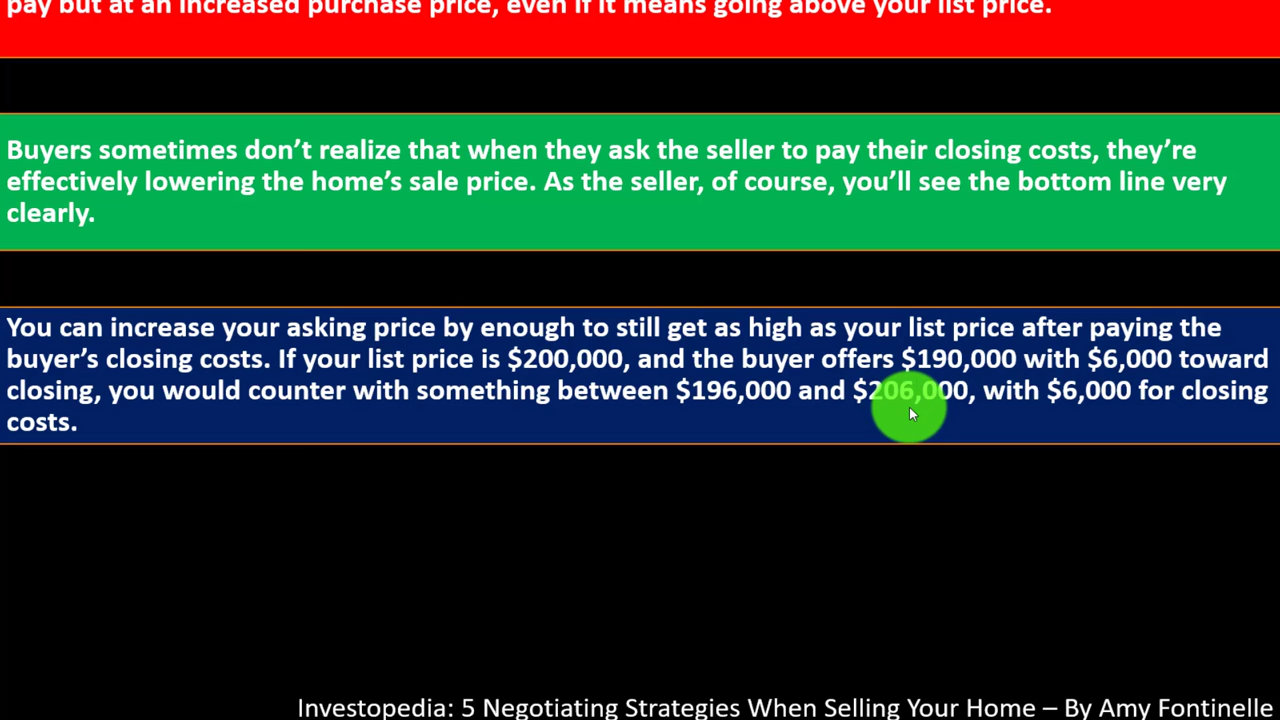 pay but at an increased purchase price, even if it means going above your list price.
Buyers sometimes don’t realize that when they ask the seller to pay their closing costs, they’re
effectively lowering the home’s sale price. As the seller, of course, you’ll see the bottom line very
clearly.
You can increase your asking price by enough to still get as high as your list price after paying the
buyer’s closing costs. If your list price is $200,000, and the buyer offers $190,000 with $6,000 toward
closing, you would counter with something between $196,000 and $206,000, with $6,000 for closing
costs.
Investopedia: 5 Negotiating Strategies When Selling Your Home – By Amy Fontinelle